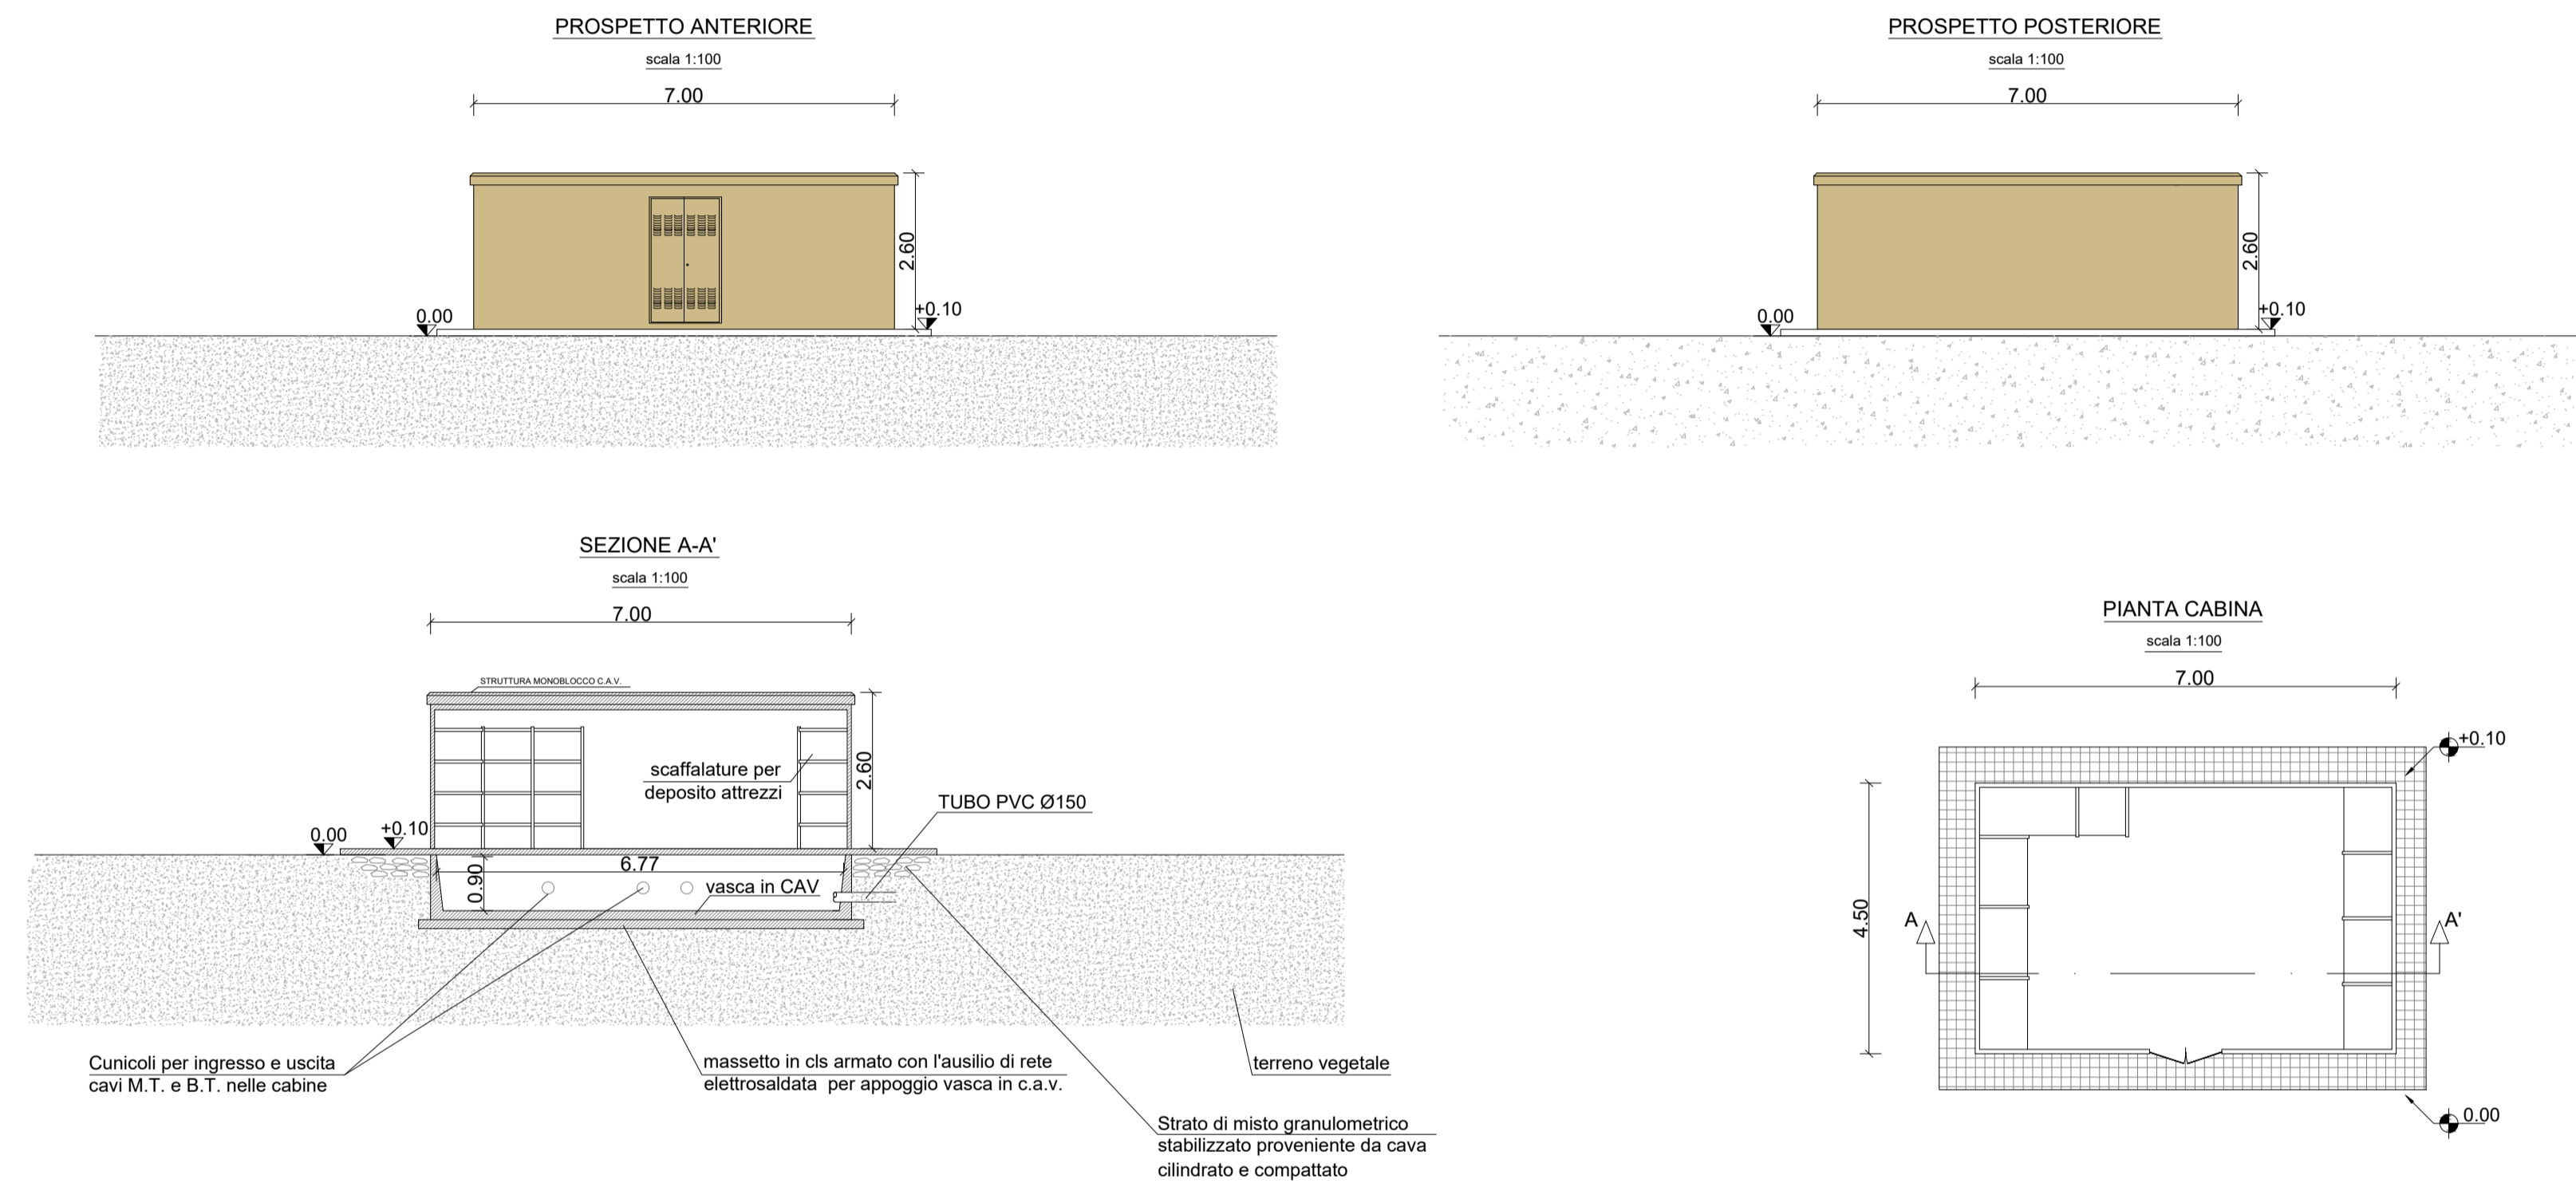 PROSPETTO ANTERIORE
scala 1:100
7.00
2.60
0.00
+0.10
PROSPETTO POSTERIORE
scala 1:100
7.00
2.60
0.00
+0.10
SEZIONE A-A'
scala 1:100
7.00
STRUTTURA MONOBLOCCO C.A.V.
scaffalature per
deposito attrezzi
2.60
TUBO PVC Ø150
0.00
+0.10
6.77
0.90
vasca in CAV
Cunicoli per ingresso e uscita
cavi M.T. e B.T. nelle cabine
massetto in cls armato con l'ausilio di rete
elettrosaldata per appoggio vasca in c.a.v.
terreno vegetale
Strato di misto granulometrico
stabilizzato proveniente da cava
cilindrato e compattato
PIANTA CABINA
scala 1:100
7.00
+0.10
4.50
A
A'
0.00